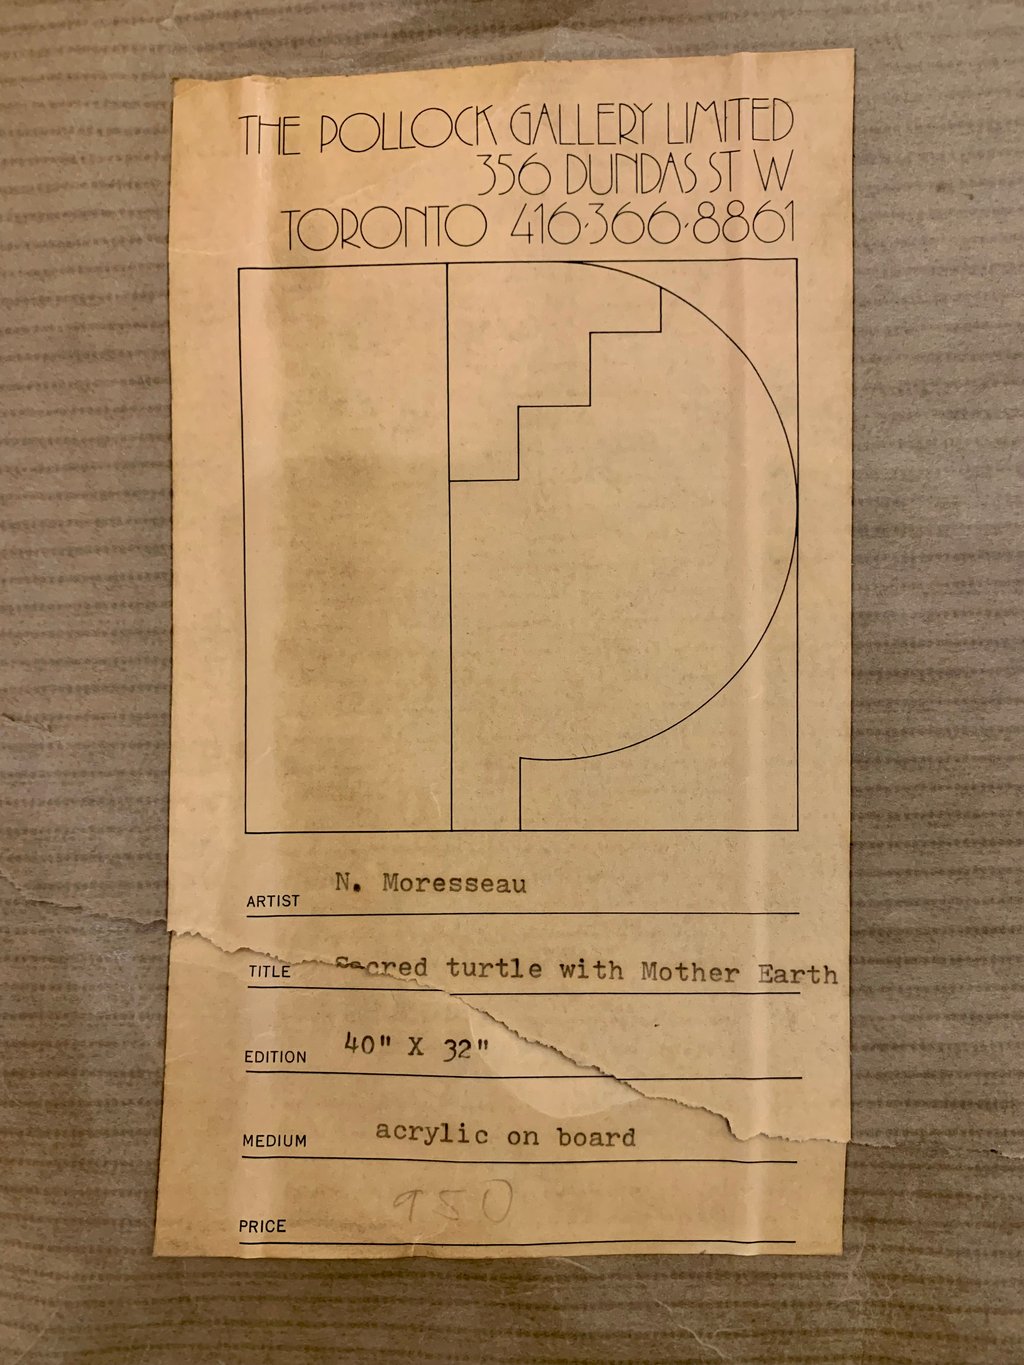 THE POLLOCK GALLERY LIMITED
356 DUNDAS ST W
TORONTO 416·366·8861
ARTIST N. Moresseau
TITLE Sacred turtle with Mother Earth
EDITION 40" X 32"
MEDIUM acrylic on board
PRICE 950